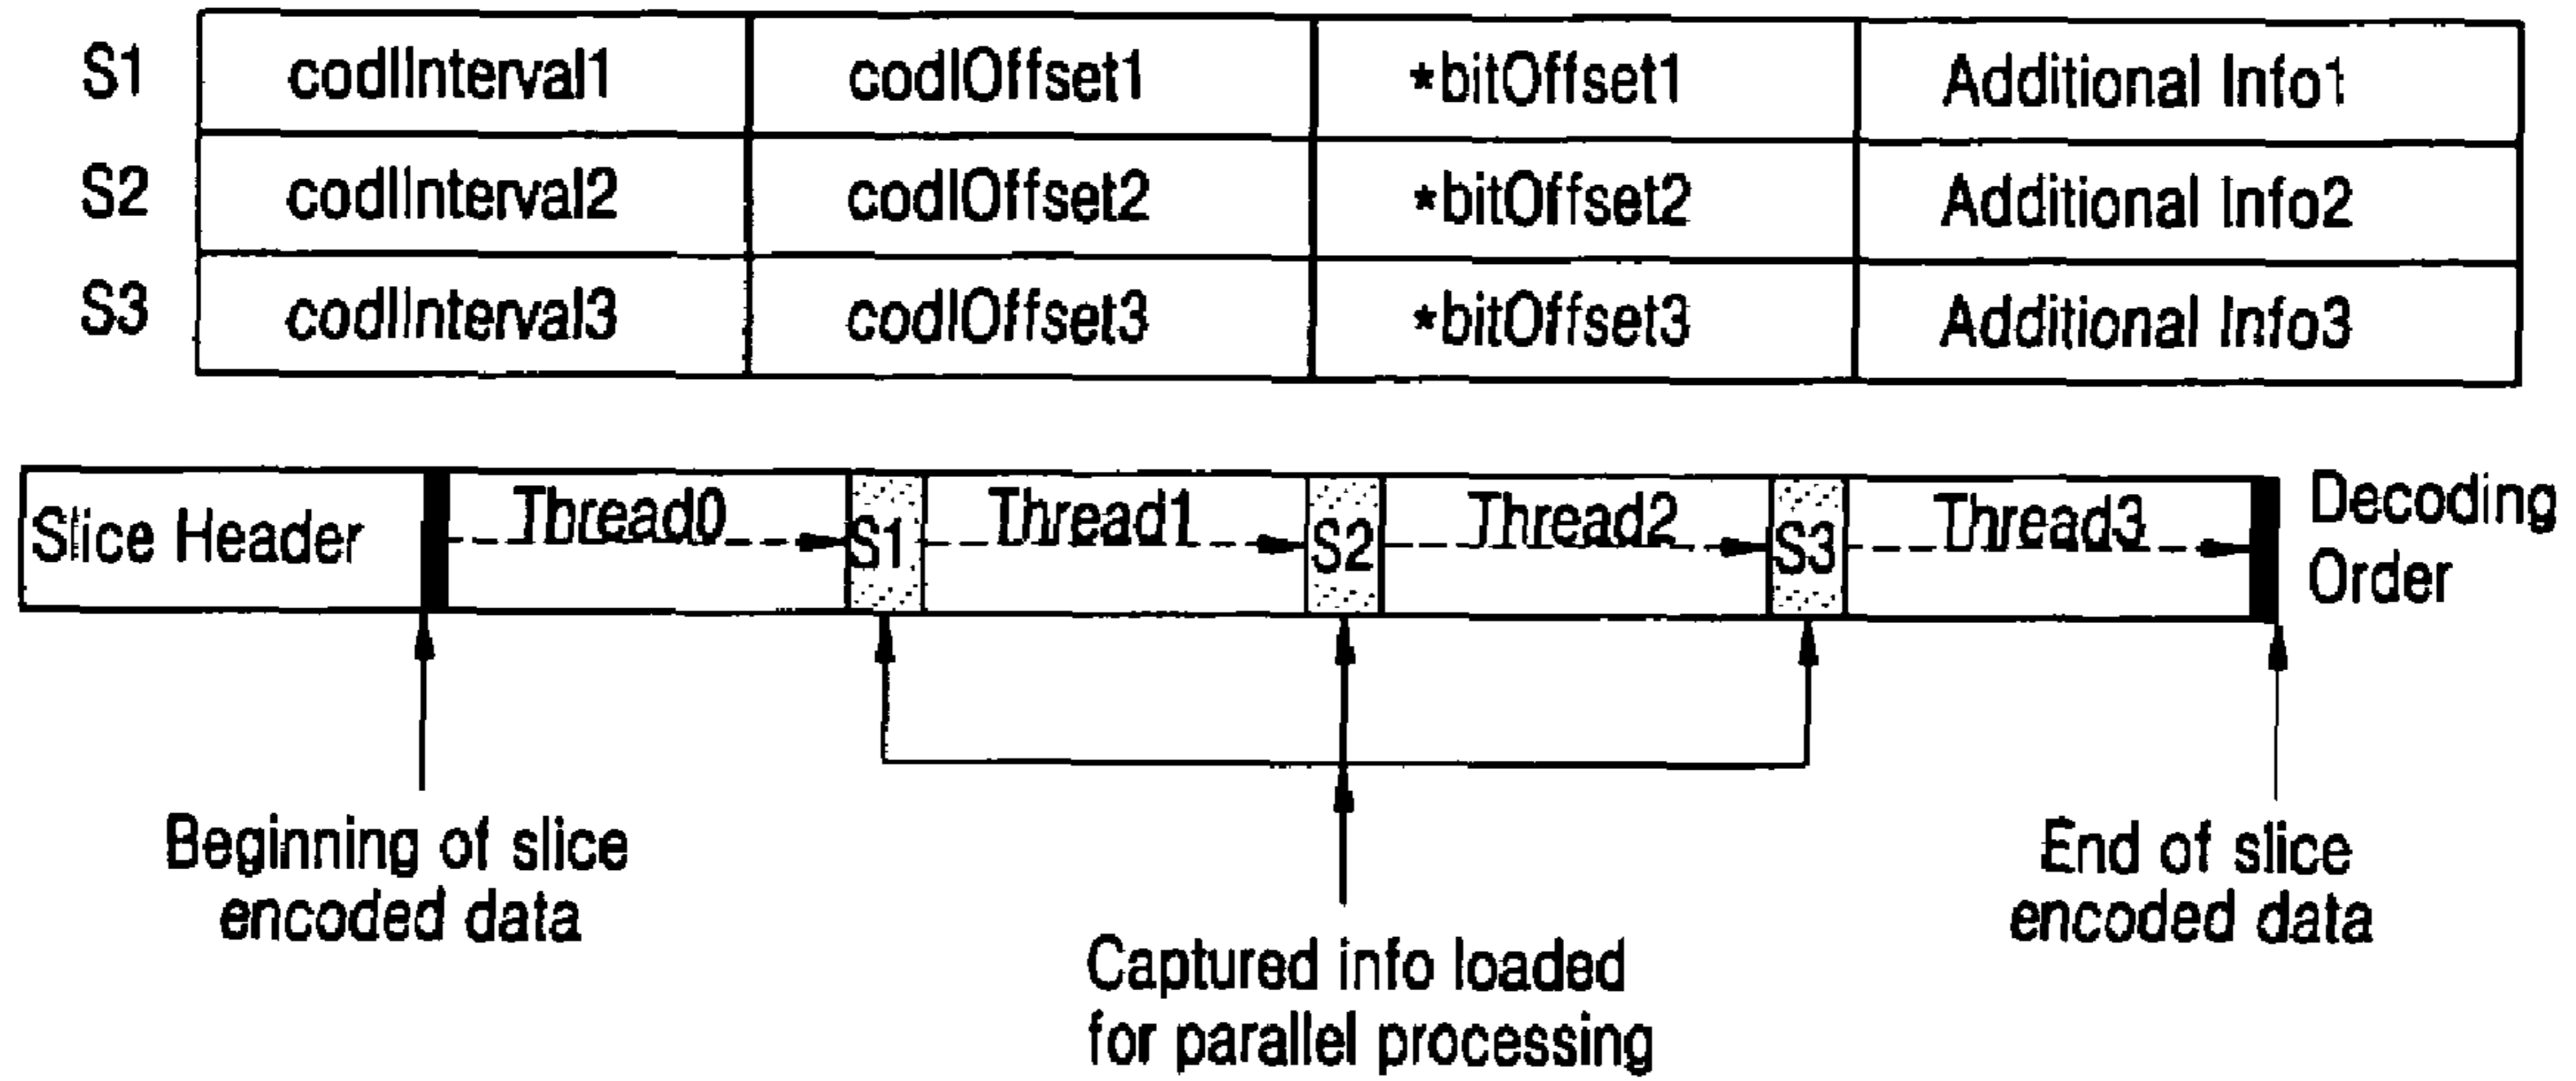 S1 codIInterval1 codIOffset1 *bitOffset1 Additional Info1
S2 codIInterval2 codIOffset2 *bitOffset2 Additional Info2
S3 codIInterval3 codIOffset3 *bitOffset3 Additional Info3
Slice Header Thread0 S1 Thread1 S2 Thread2 S3 Thread3
Decoding
Order
Beginning of slice
encoded data
Captured info loaded
for parallel processing
End of slice
encoded data